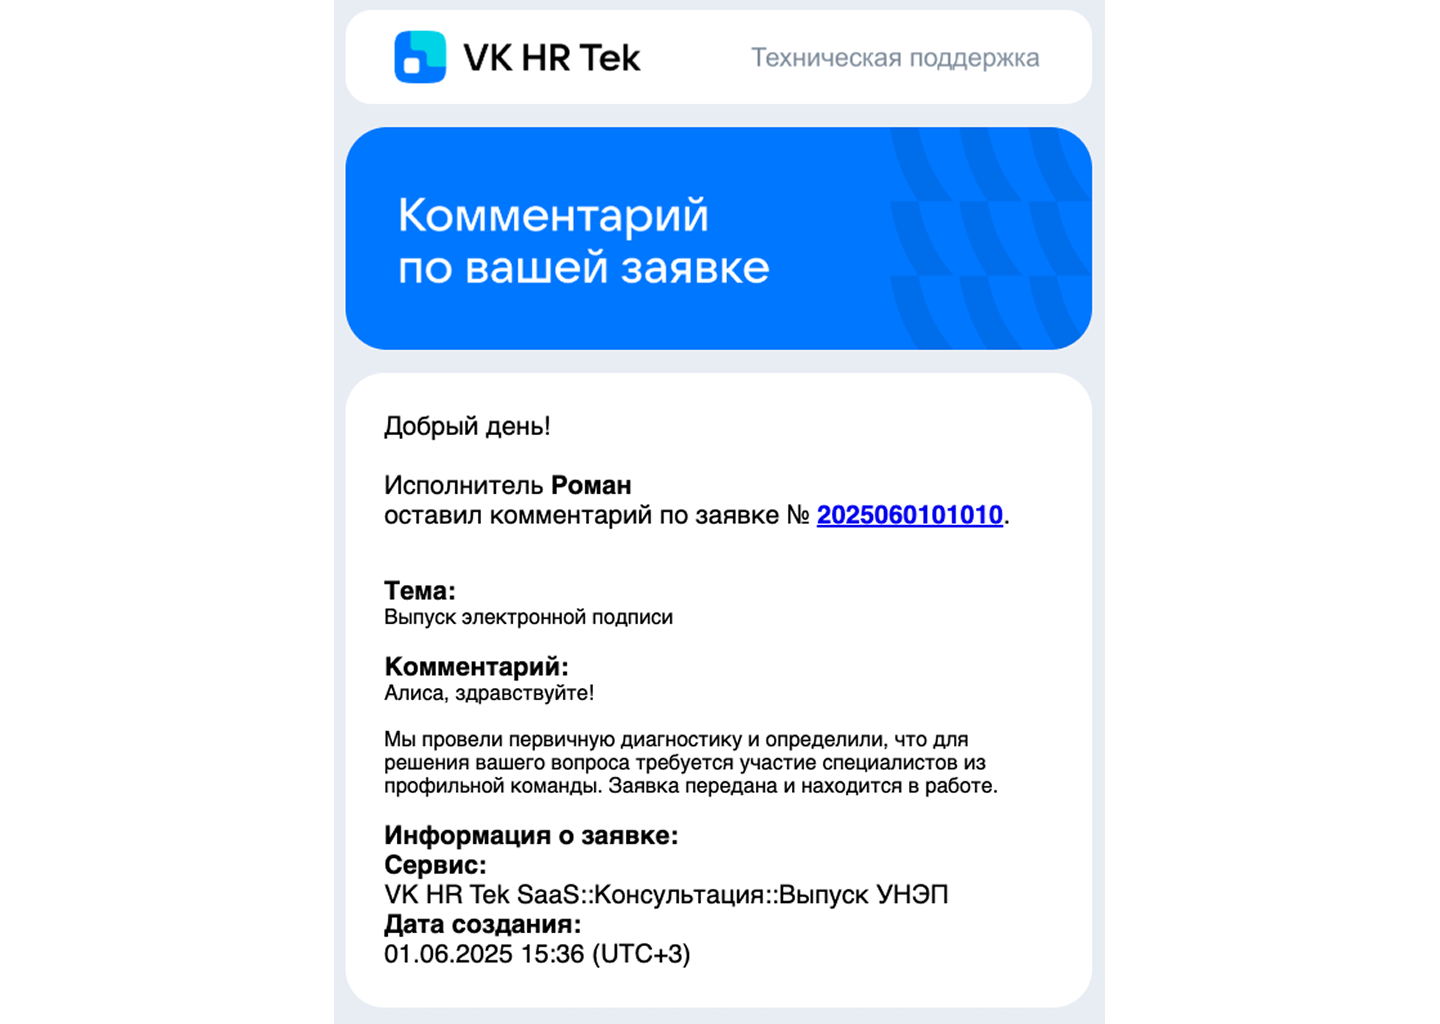 VK HR Tek
Техническая поддержка
Комментарий
по вашей заявке
Добрый день!
Исполнитель Роман
оставил комментарий по заявке № 2025060101010.
Тема:
Выпуск электронной подписи
Комментарий:
Алиса, здравствуйте!
Мы провели первичную диагностику и определили, что для
решения вашего вопроса требуется участие специалистов из
профильной команды. Заявка передана и находится в работе.
Информация о заявке:
Сервис:
VK HR Tek SaaS::Консультация::Выпуск УНЭП
Дата создания:
01.06.2025 15:36 (UTC+3)